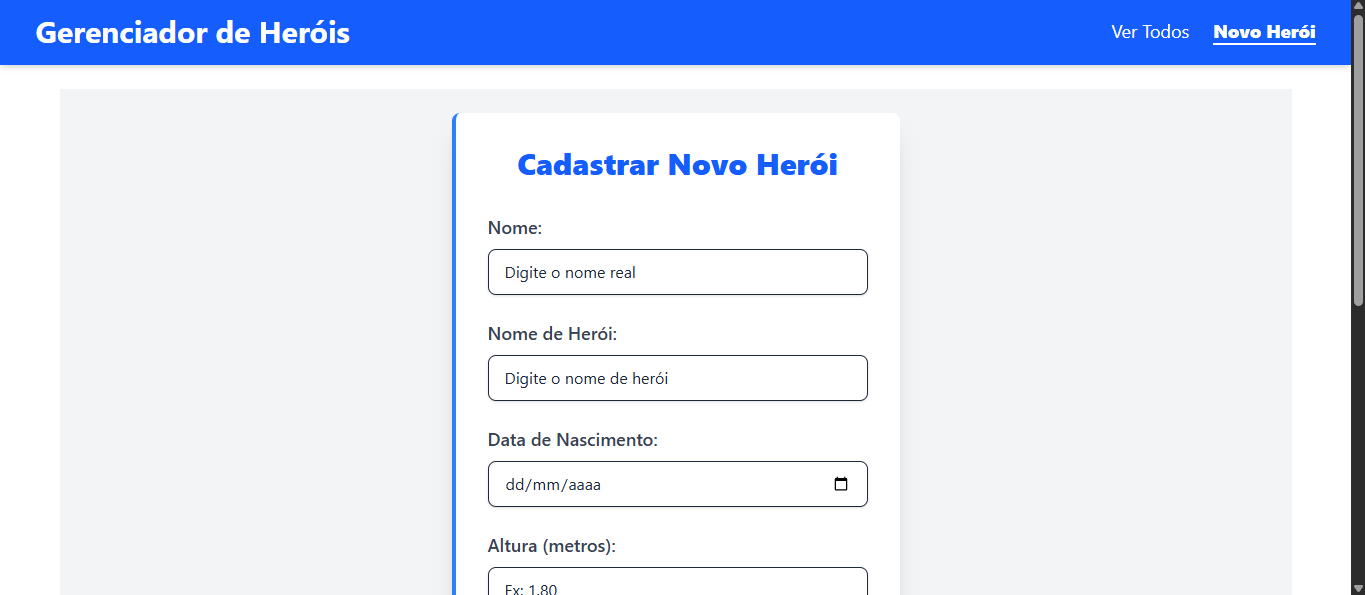 Gerenciador de Heróis
Ver Todos
Novo Herói
Cadastrar Novo Herói
Nome:
Digite o nome real
Nome de Herói:
Digite o nome de herói
Data de Nascimento:
dd/mm/aaaa
Altura (metros):
Ex: 1.80